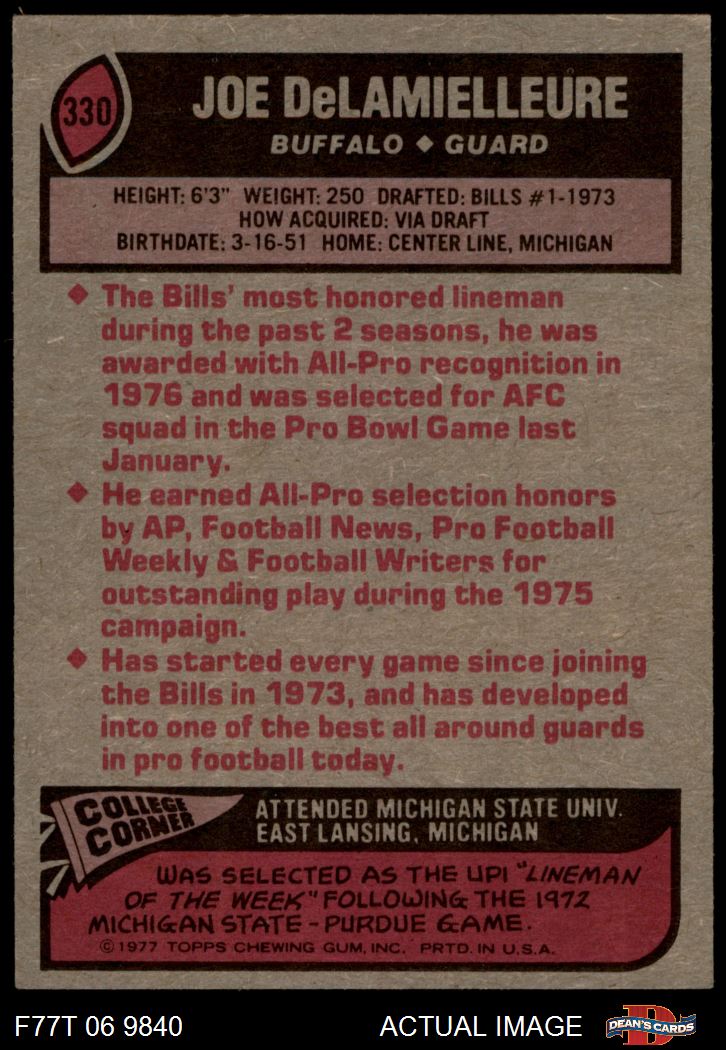 330
JOE DeLAMIELLEURE
BUFFALO ◆ GUARD
HEIGHT: 6'3" WEIGHT: 250 DRAFTED: BILLS #1-1973
HOW ACQUIRED: VIA DRAFT
BIRTHDATE: 3-16-51 HOME: CENTER LINE, MICHIGAN
◆ The Bills' most honored lineman
during the past 2 seasons, he was
awarded with All-Pro recognition in
1976 and was selected for AFC
squad in the Pro Bowl Game last
January.
◆ He earned All-Pro selection honors
by AP, Football News, Pro Football
Weekly & Football Writers for
outstanding play during the 1975
campaign.
◆ Has started every game since joining
the Bills in 1973, and has developed
into one of the best all around guards
in pro football today.
COLLEGE
CORNER
ATTENDED MICHIGAN STATE UNIV.
EAST LANSING, MICHIGAN
WAS SELECTED AS THE UPI "LINEMAN
OF THE WEEK" FOLLOWING THE 1972
MICHIGAN STATE - PURDUE GAME.
©1977 TOPPS CHEWING GUM, INC. PRTD. IN U.S.A.
F77T 06 9840
ACTUAL IMAGE
D
DEAN'S CARDS